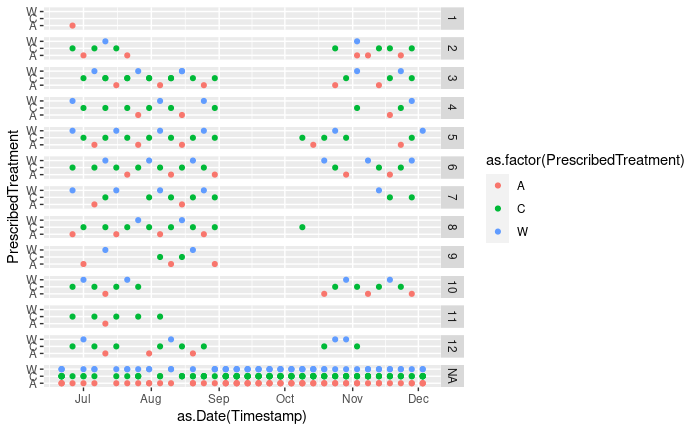 W
C
A
1
W
C
A
2
W
C
A
3
W
C
A
4
W
C
A
5
W
C
A
6
W
C
A
7
W
C
A
8
W
C
A
9
W
C
A
10
W
C
A
11
W
C
A
12
W
C
A
NA
PrescribedTreatment
Jul Aug Sep Oct Nov Dec
as.Date(Timestamp)
as.factor(PrescribedTreatment)
A
C
W